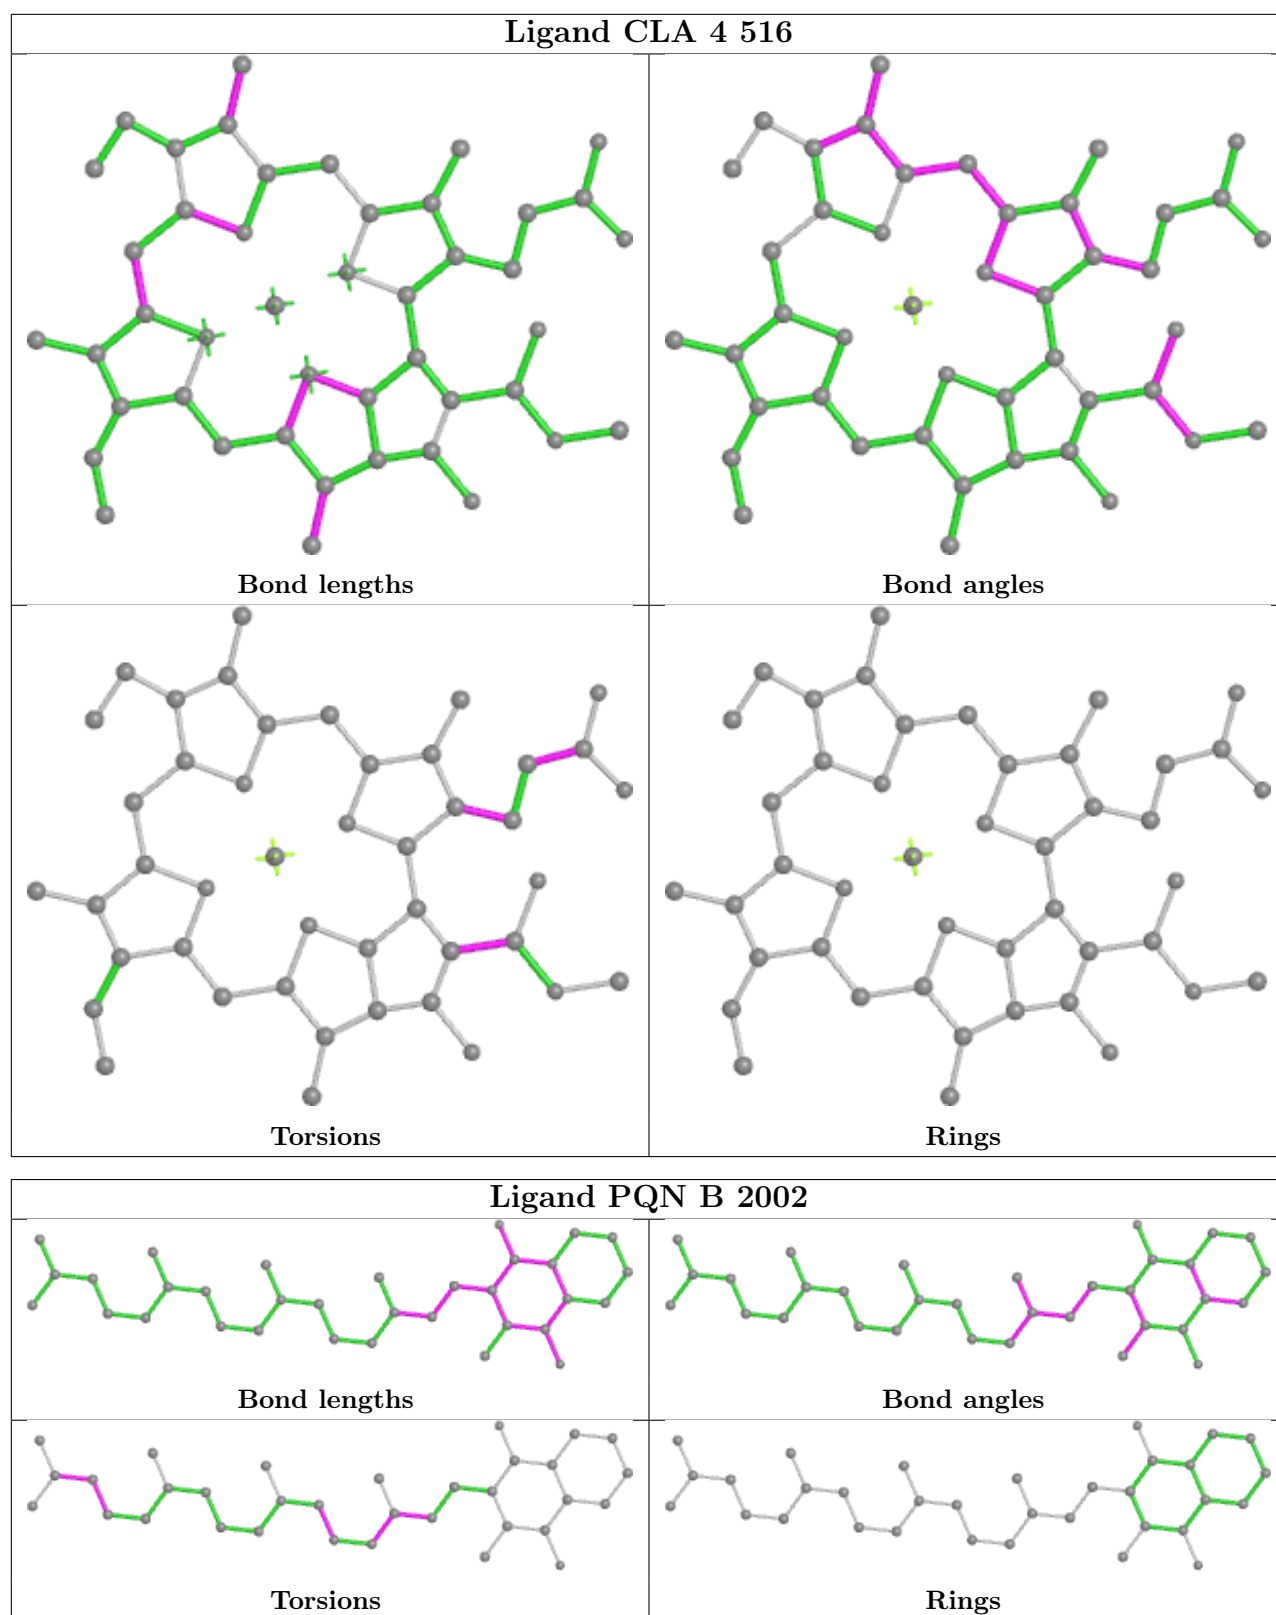 Ligand CLA 4 516
Bond lengths
Bond angles
Torsions
Rings
Ligand PQN B 2002
Bond lengths
Bond angles
Torsions
Rings